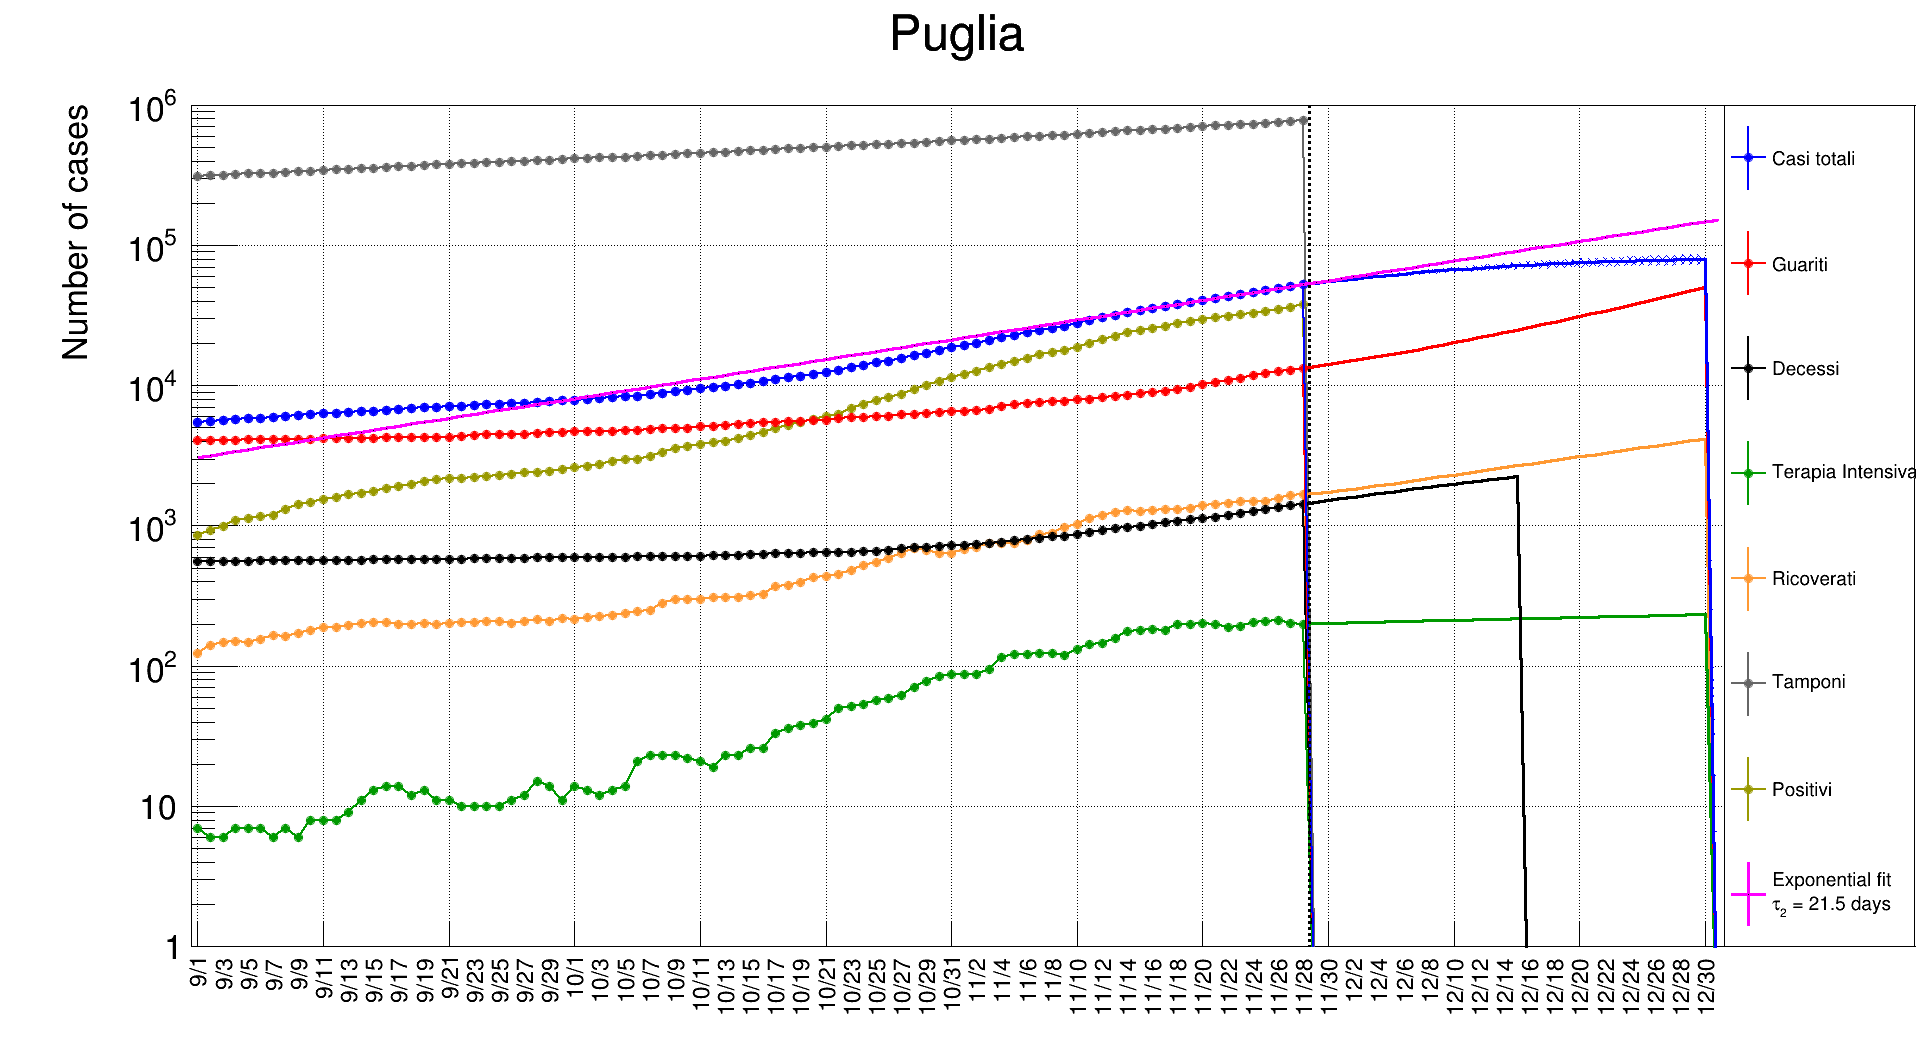 Puglia
Number of cases
10^6
10^5
10^4
10^3
10^2
10
1
9/1 9/3 9/5 9/7 9/9 9/11 9/13 9/15 9/17 9/19 9/21 9/23 9/25 9/27 9/29 10/1 10/3 10/5 10/7 10/9 10/11 10/13 10/15 10/17 10/19 10/21 10/23 10/25 10/27 10/29 10/31 11/2 11/4 11/6 11/8 11/10 11/12 11/14 11/16 11/18 11/20 11/22 11/24 11/26 11/28 11/30 12/2 12/4 12/6 12/8 12/10 12/12 12/14 12/16 12/18 12/20 12/22 12/24 12/26 12/28 12/30
Casi totali
Guariti
Decessi
Terapia Intensiva
Ricoverati
Tamponi
Positivi
Exponential fit
τ₂ = 21.5 days